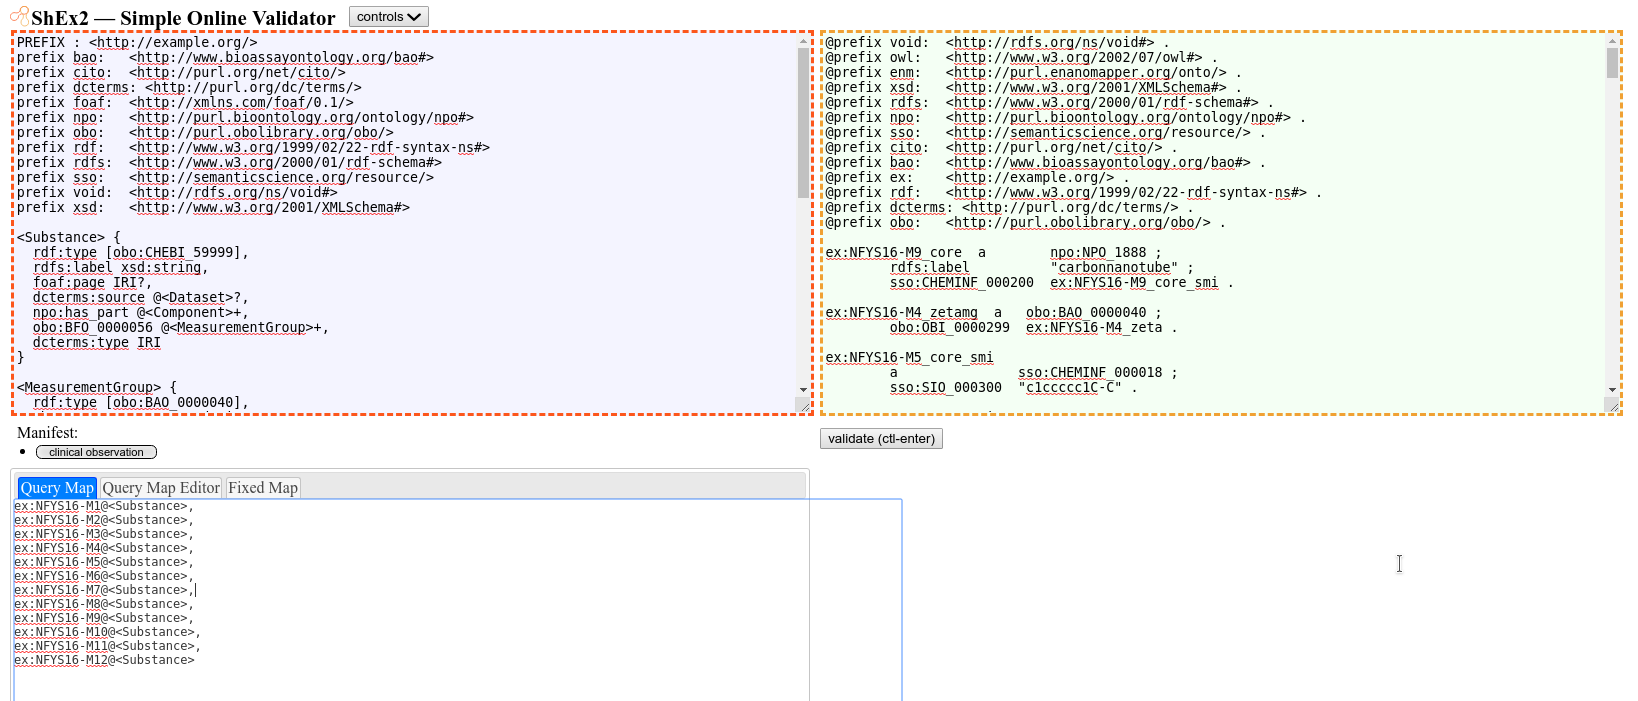 ShEx2 — Simple Online Validator controls
PREFIX : <http://example.org/>
prefix bao:   <http://www.bioassayontology.org/bao#>
prefix cito:  <http://purl.org/net/cito/>
prefix dcterms: <http://purl.org/dc/terms/>
prefix foaf:  <http://xmlns.com/foaf/0.1/>
prefix npo:   <http://purl.bioontology.org/ontology/npo#>
prefix obo:   <http://purl.obolibrary.org/obo/>
prefix rdf:   <http://www.w3.org/1999/02/22-rdf-syntax-ns#>
prefix rdfs:  <http://www.w3.org/2000/01/rdf-schema#>
prefix sso:   <http://semanticscience.org/resource/>
prefix void:  <http://rdfs.org/ns/void#>
prefix xsd:   <http://www.w3.org/2001/XMLSchema#>
<Substance> {
  rdf:type [obo:CHEBI_59999],
  rdfs:label xsd:string,
  foaf:page IRI?,
  dcterms:source @<Dataset>?,
  npo:has_part @<Component>+,
  obo:BFO_0000056 @<MeasurementGroup>+,
  dcterms:type IRI
}
<MeasurementGroup> {
  rdf:type [obo:BAO_0000040],
@prefix void:  <http://rdfs.org/ns/void#> .
@prefix owl:   <http://www.w3.org/2002/07/owl#> .
@prefix enm:   <http://purl.enanomapper.org/onto/> .
@prefix xsd:   <http://www.w3.org/2001/XMLSchema#> .
@prefix rdfs:  <http://www.w3.org/2000/01/rdf-schema#> .
@prefix npo:   <http://purl.bioontology.org/ontology/npo#> .
@prefix sso:   <http://semanticscience.org/resource/> .
@prefix cito:  <http://purl.org/net/cito/> .
@prefix bao:   <http://www.bioassayontology.org/bao#> .
@prefix ex:    <http://example.org/> .
@prefix rdf:   <http://www.w3.org/1999/02/22-rdf-syntax-ns#> .
@prefix dcterms: <http://purl.org/dc/terms/> .
@prefix obo:   <http://purl.obolibrary.org/obo/> .
ex:NFYS16-M9_core  a        npo:NPO_1888 ;
        rdfs:label          "carbonnanotube" ;
        sso:CHEMINF_000200  ex:NFYS16-M9_core_smi .
ex:NFYS16-M4_zetamg  a   obo:BAO_0000040 ;
        obo:OBI_0000299  ex:NFYS16-M4_zeta .
ex:NFYS16-M5_core_smi
        a               sso:CHEMINF_000018 ;
        sso:SIO_000300  "c1ccccc1C-C" .
Manifest:
clinical observation
validate (ctl-enter)
Query Map Query Map Editor Fixed Map
ex:NFYS16-M1@<Substance>,
ex:NFYS16-M2@<Substance>,
ex:NFYS16-M3@<Substance>,
ex:NFYS16-M4@<Substance>,
ex:NFYS16-M5@<Substance>,
ex:NFYS16-M6@<Substance>,
ex:NFYS16-M7@<Substance>,
ex:NFYS16-M8@<Substance>,
ex:NFYS16-M9@<Substance>,
ex:NFYS16-M10@<Substance>,
ex:NFYS16-M11@<Substance>,
ex:NFYS16-M12@<Substance>